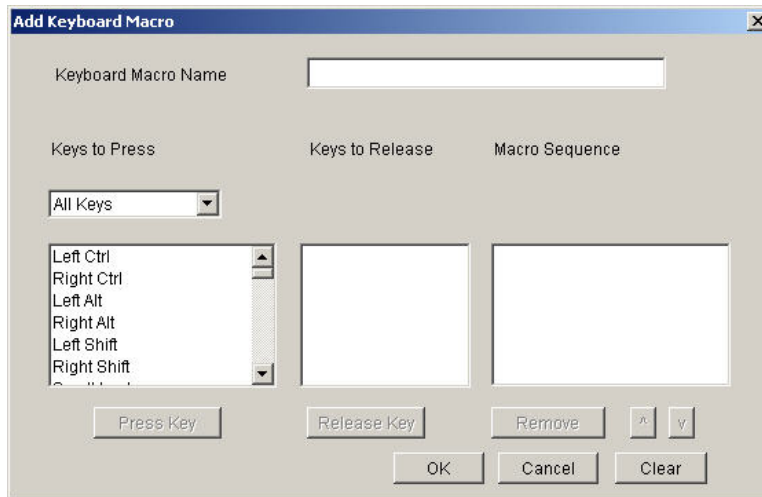 Add Keyboard Macro
Keyboard Macro Name
Keys to Press
Keys to Release
Macro Sequence
All Keys
Left Ctrl
Right Ctrl
Left Alt
Right Alt
Left Shift
Right Shift
Press Key
Release Key
Remove
^
v
OK
Cancel
Clear